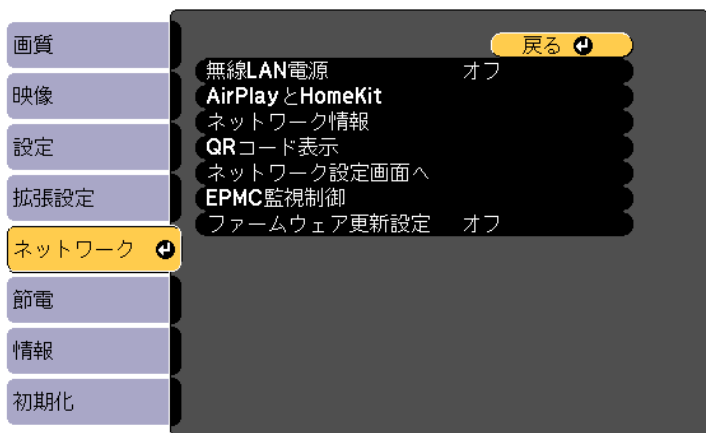 画質
映像
設定
拡張設定
ネットワーク
節電
情報
初期化
戻る
無線LAN電源 オフ
AirPlayとHomeKit
ネットワーク情報
QRコード表示
ネットワーク設定画面へ
EPMC監視制御
ファームウェア更新設定 オフ